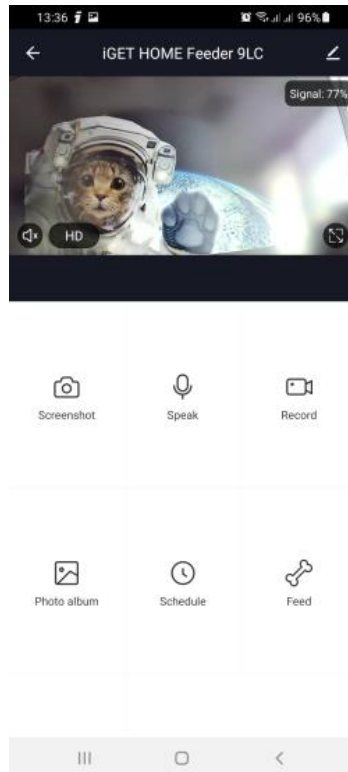 13:36 96%
iGET HOME Feeder 9LC
Signal: 77%
HD
Screenshot Speak Record
Photo album Schedule Feed